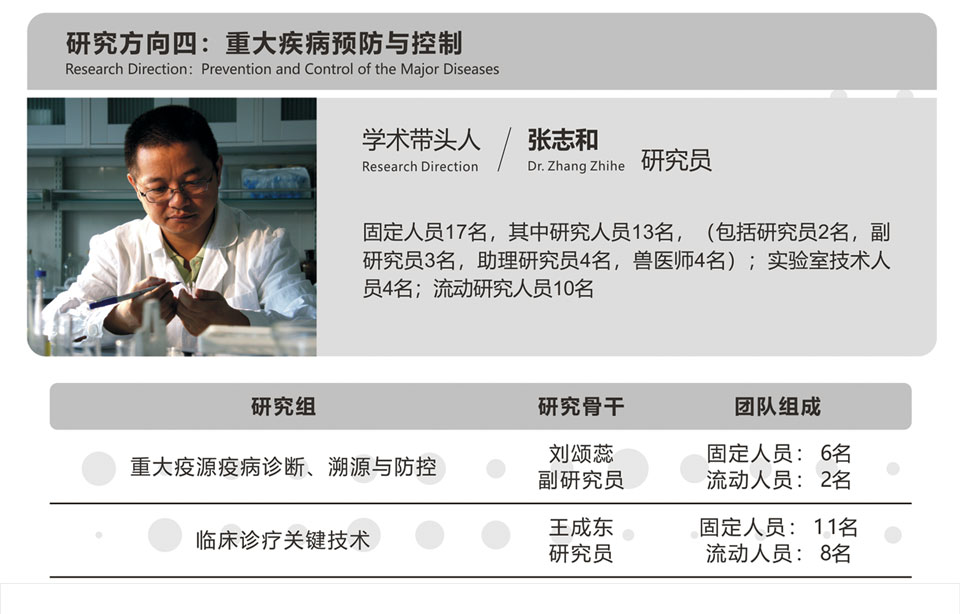 研究方向四：重大疾病预防与控制
Research Direction：Prevention and Control of the Major Diseases
学术带头人 / 张志和 研究员
Research Direction Dr. Zhang Zhihe
固定人员17名，其中研究人员13名，（包括研究员2名，副
研究员3名，助理研究员4名，兽医师4名）；实验室技术人
员4名；流动研究人员10名
研究组 研究骨干 团队组成
重大疫源疫病诊断、溯源与防控
刘颂蕊
副研究员
固定人员：6名
流动人员：2名
临床诊疗关键技术
王成东
研究员
固定人员：11名
流动人员：8名